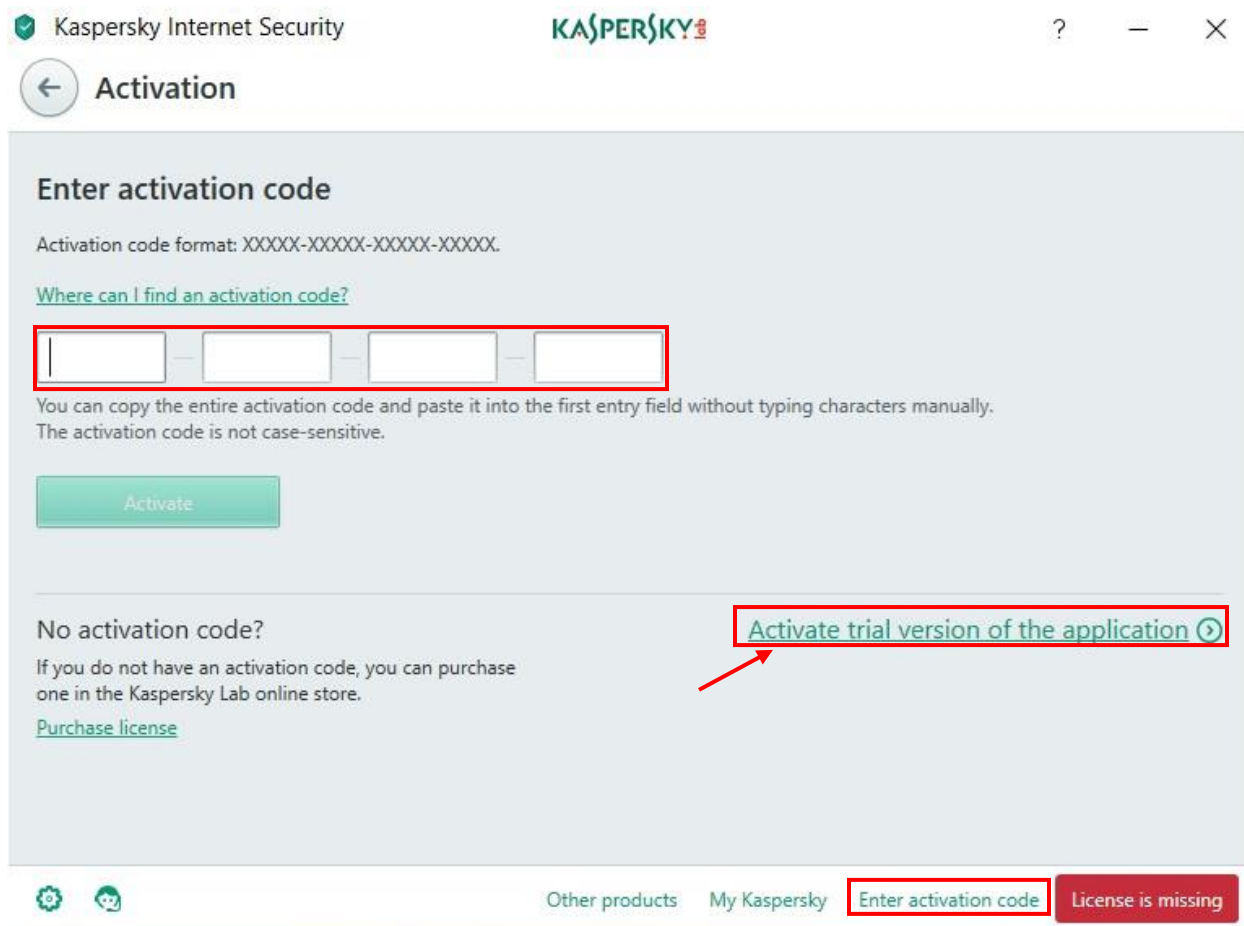 Kaspersky Internet Security
KASPERSKY lab
?
Activation
Enter activation code
Activation code format: XXXXX-XXXXX-XXXXX-XXXXX.
Where can I find an activation code?
You can copy the entire activation code and paste it into the first entry field without typing characters manually.
The activation code is not case-sensitive.
Activate
No activation code?
Activate trial version of the application
If you do not have an activation code, you can purchase
one in the Kaspersky Lab online store.
Purchase license
Other products
My Kaspersky
Enter activation code
License is missing